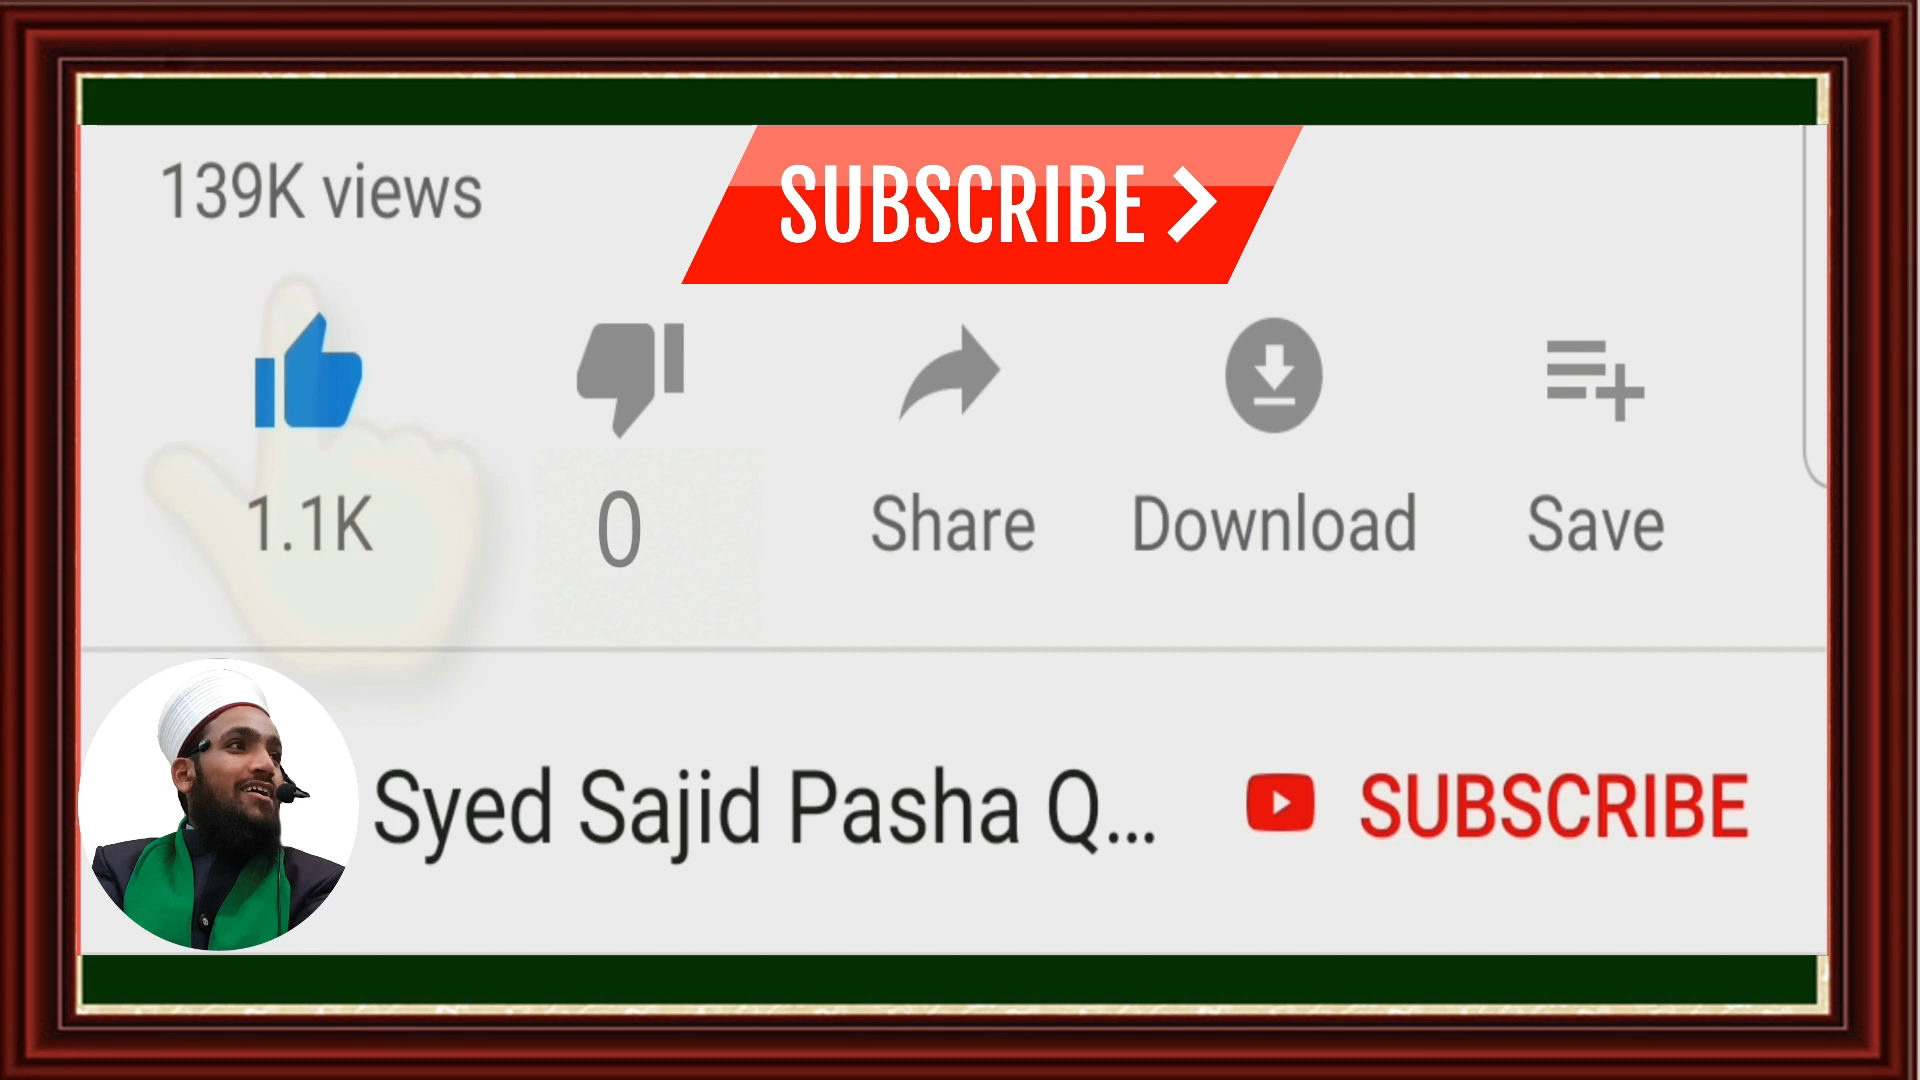 139K views
SUBSCRIBE
1.1K
0
Share
Download
Save
Syed Sajid Pasha Q...
SUBSCRIBE